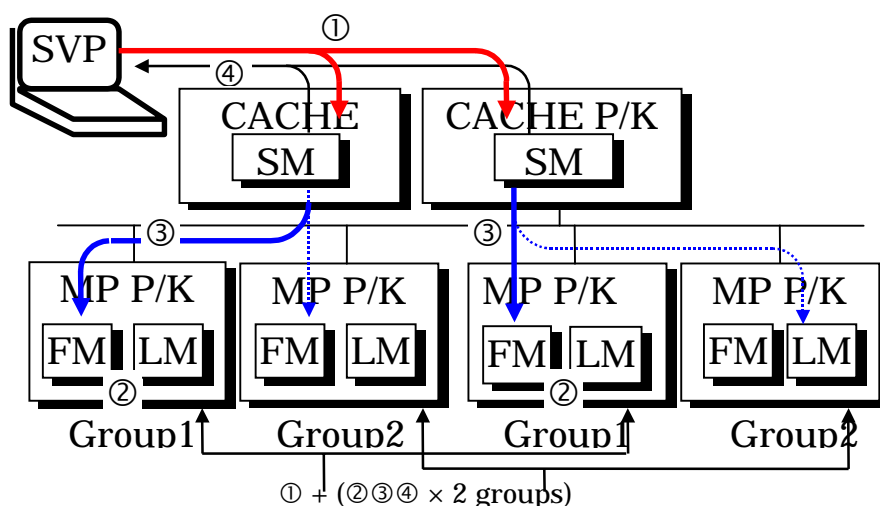 ①
SVP
④
CACHE
CACHE P/K
SM
SM
③
③
MP P/K
MP P/K
MP P/K
MP P/K
FM
LM
FM
LM
FM
LM
FM
LM
②
②
Group1
Group2
Group1
Group2
① + (②③④ × 2 groups)